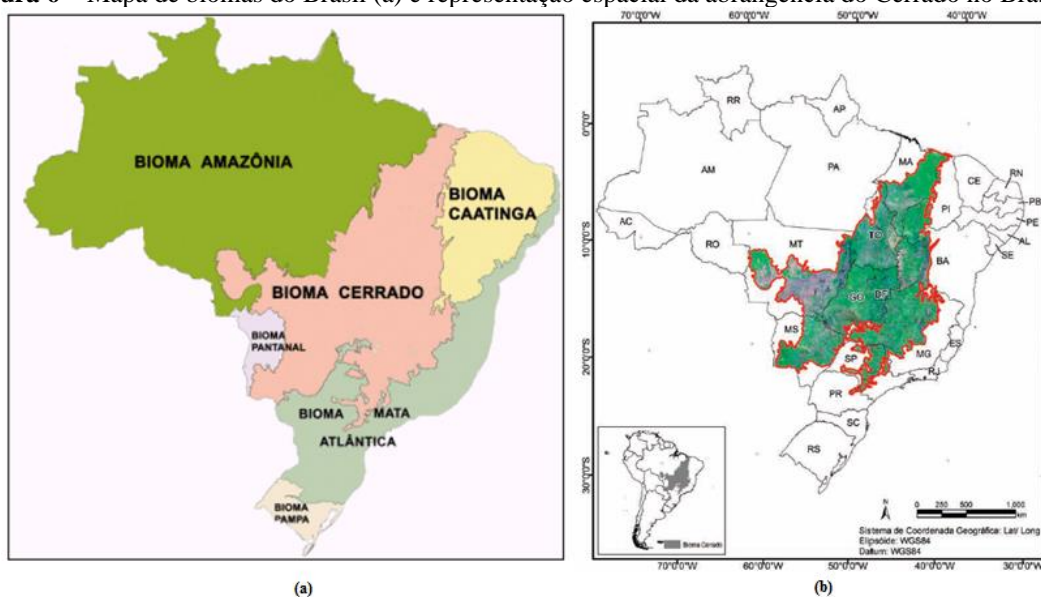 Mapa de biomas do Brasil (a) e representação espacial da abrangência do Cerrado no
BIOMA AMAZÔNIA
BIOMA
CAATINGA
BIOMA CERRADO
BIOMA
PANTANAL
BIOMA MATA
ATLÂNTICA
BIOMA
PAMPA
(a)
70°0'0"W 60°0'0"W 50°0'0"W 40°0'0"W
0°0'0"
10°0'0"S
20°0'0"S
30°0'0"S
RR
AP
AM
PA
MA
CE
RN
PB
PE
AL
SE
PI
AC
RO
MT
TO
BA
GO
DF
MS
MG
ES
SP
RJ
PR
SC
RS
N
0 250 500 1,000
km
Sistema de Coordenada Geográfica: Lat/ Long
Elipsóide: WGS84
Datum: WGS84
Bioma Cerrado
70°0'0"W 60°0'0"W 50°0'0"W 40°0'0"W
(b)